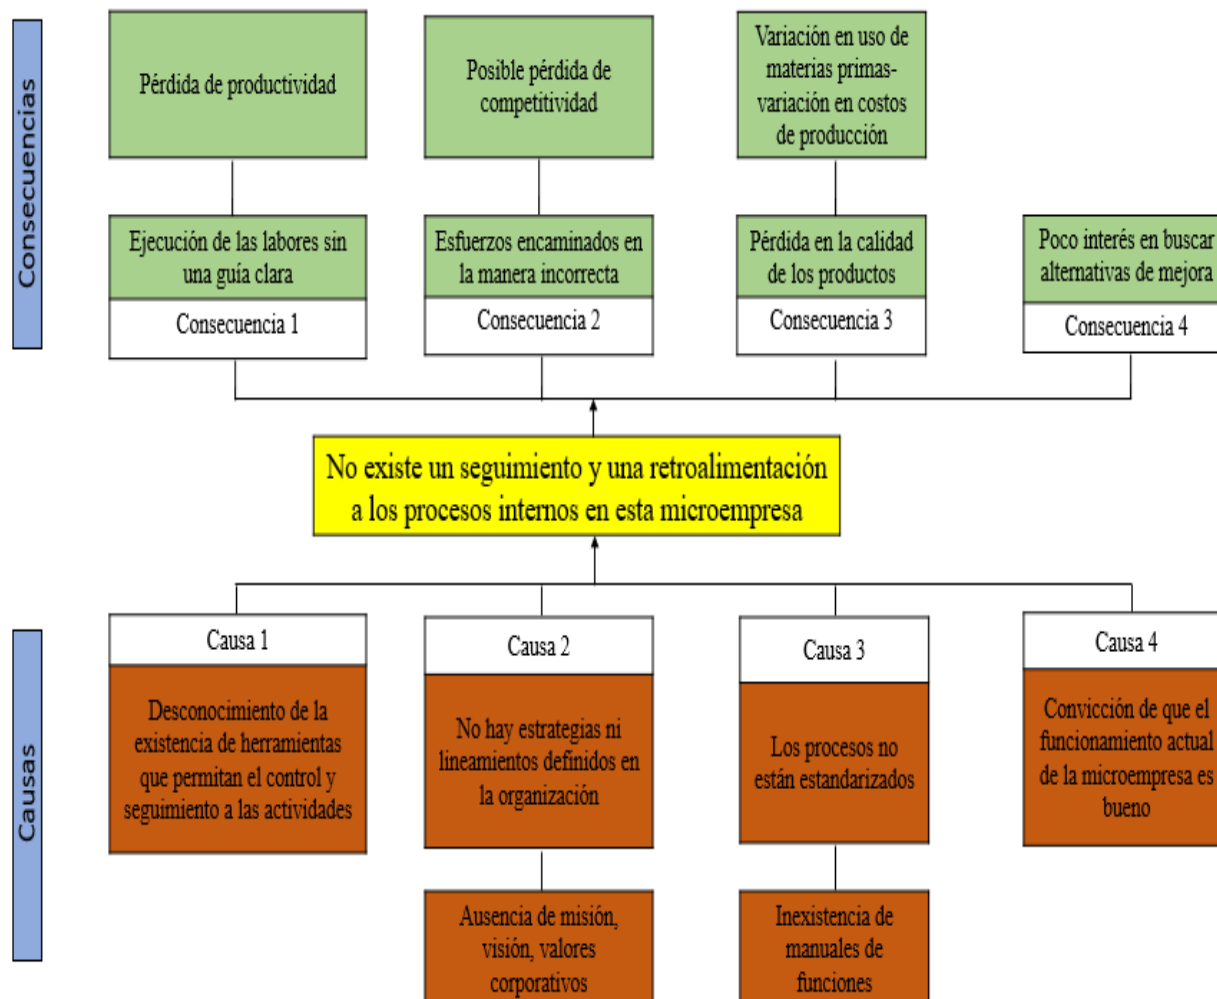 Consecuencias
Pérdida de productividad
Posible pérdida de
competitividad
Variación en uso de
materias primas-
variación en costos
de producción
Ejecución de las labores sin
una guía clara
Consecuencia 1
Esfuerzos encaminados en
la manera incorrecta
Consecuencia 2
Pérdida en la calidad
de los productos
Consecuencia 3
Poco interés en buscar
alternativas de mejora
Consecuencia 4
No existe un seguimiento y una retroalimentación
a los procesos internos en esta microempresa
Causas
Causa 1
Desconocimiento de la
existencia de herramientas
que permitan el control y
seguimiento a las actividades
Causa 2
No hay estrategias ni
lineamientos definidos en
la organización
Causa 3
Los procesos no
están estandarizados
Causa 4
Convicción de que el
funcionamiento actual
de la microempresa es
bueno
Ausencia de misión,
visión, valores
corporativos
Inexistencia de
manuales de
funciones